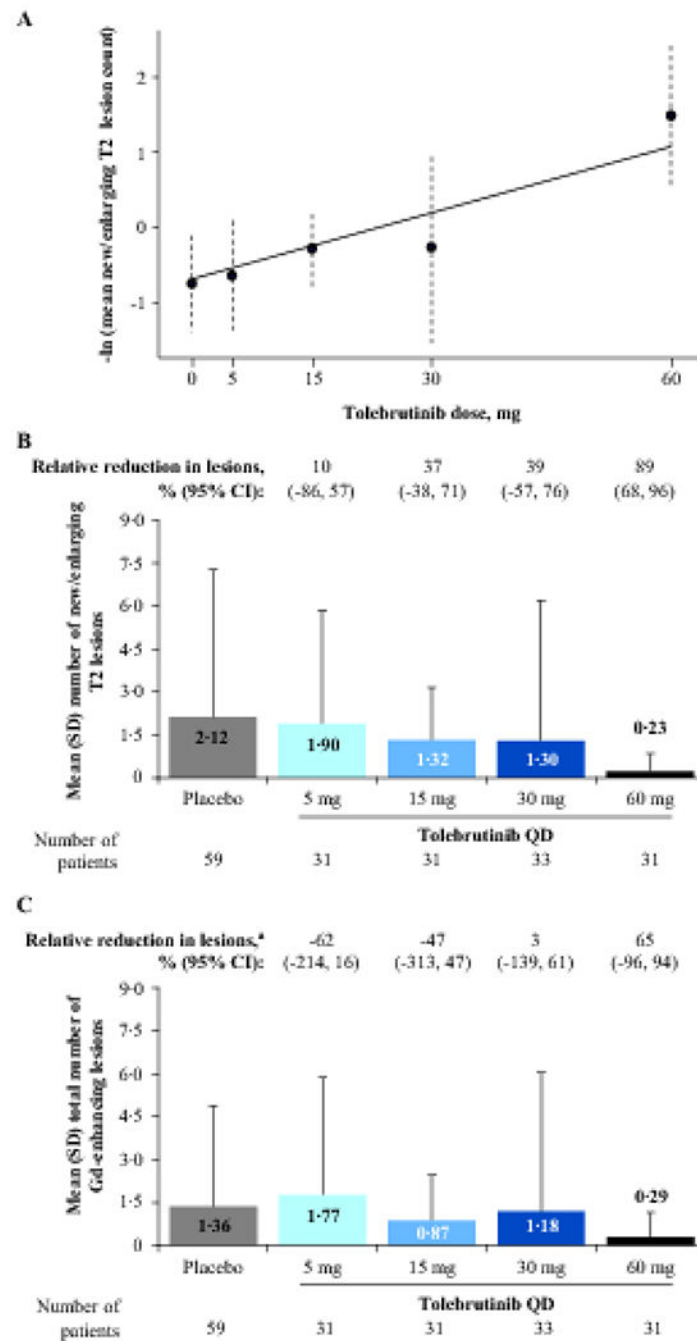 A
-ln (mean new/enlarging T2 lesion count)
2
1
0
-1
0 5 15 30 60
Tolebrutinib dose, mg
B
Relative reduction in lesions, 10 37 39 89
% (95% CI): (-86, 57) (-38, 71) (-57, 76) (68, 96)
Mean (SD) number of new/enlarging
T2 lesions
9·0
7·5
6·0
4·5
3·0
1·5
0
2·12 1·90 1·32 1·30 0·23
Placebo 5 mg 15 mg 30 mg 60 mg
Tolebrutinib QD
Number of
patients 59 31 31 33 31
C
Relative reduction in lesions,ª -62 -47 3 65
% (95% CI): (-214, 16) (-313, 47) (-139, 61) (-96, 94)
Mean (SD) total number of
Gd-enhancing lesions
9·0
7·5
6·0
4·5
3·0
1·5
0
1·36 1·77 0·87 1·18 0·29
Placebo 5 mg 15 mg 30 mg 60 mg
Tolebrutinib QD
Number of
patients 59 31 31 33 31